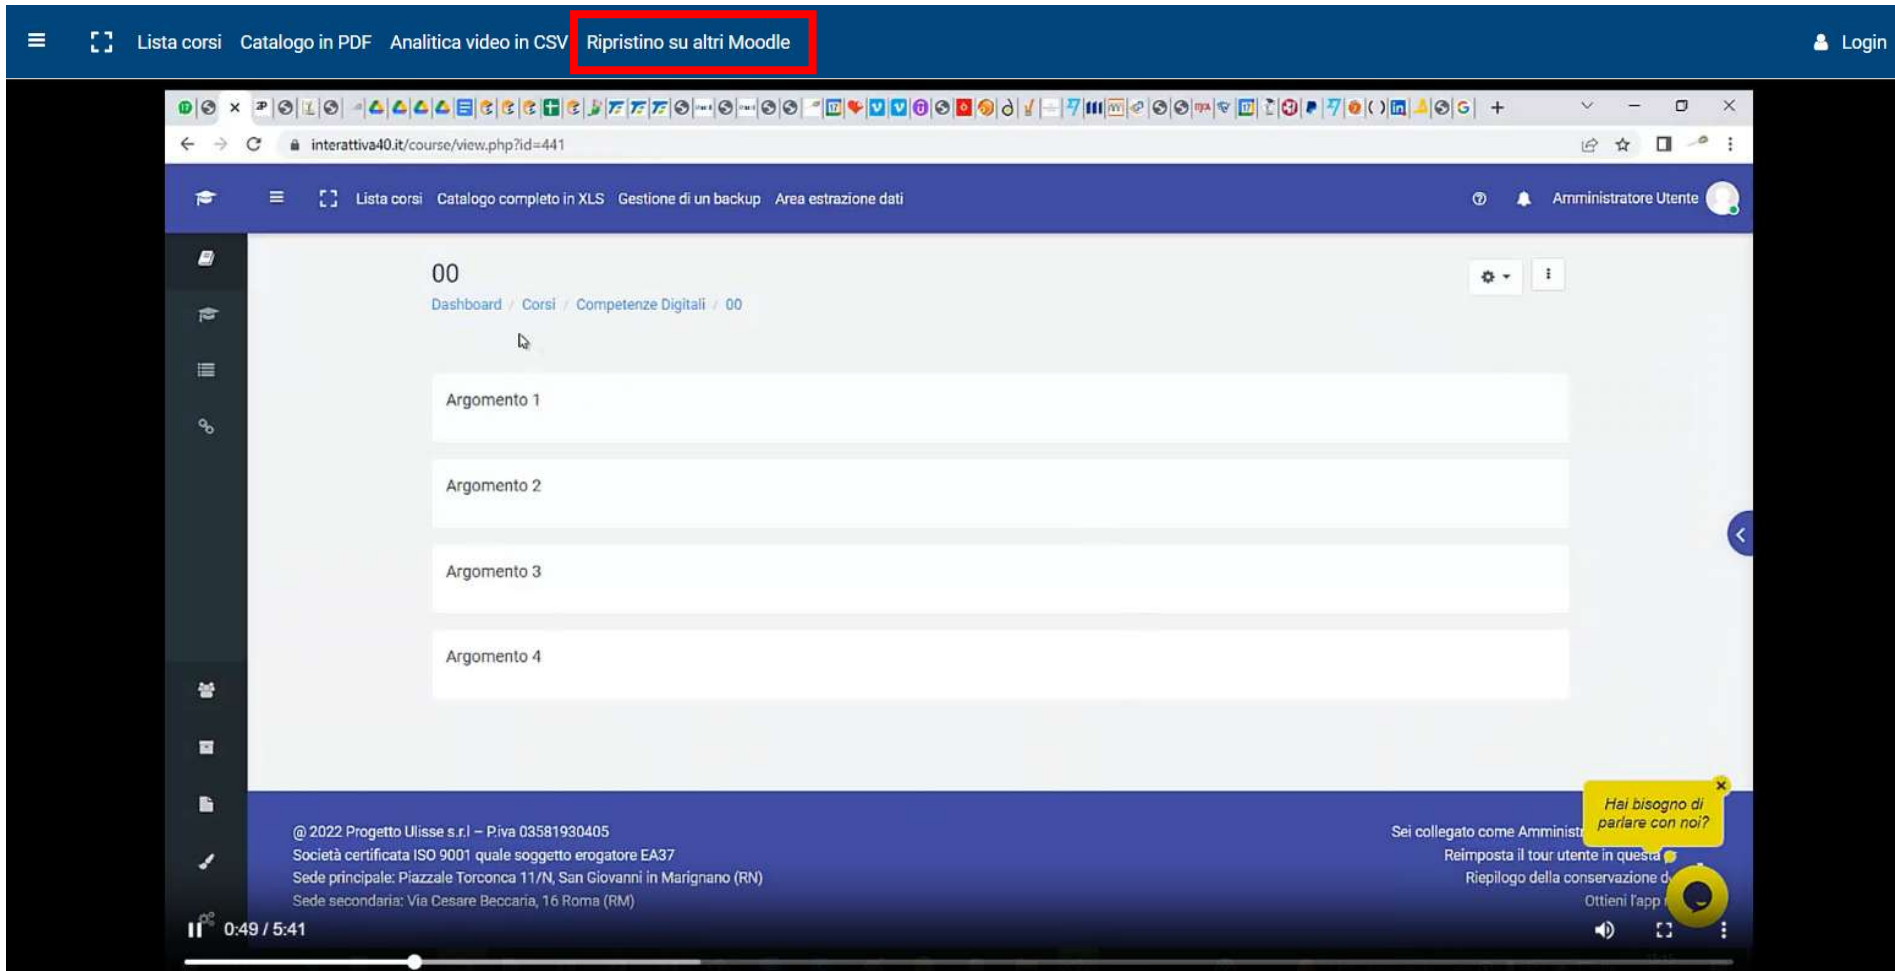 Lista corsi Catalogo in PDF Analitica video in CSV Ripristino su altri Moodle Login
interattiva40.it/course/view.php?id=441
Lista corsi Catalogo completo in XLS Gestione di un backup Area estrazione dati Amministratore Utente
00
Dashboard / Corsi / Competenze Digitali / 00
Argomento 1
Argomento 2
Argomento 3
Argomento 4
Hai bisogno di
parlare con noi?
@ 2022 Progetto Ulisse s.r.l – P.iva 03581930405
Società certificata ISO 9001 quale soggetto erogatore EA37
Sede principale: Piazzale Torconca 11/N, San Giovanni in Marignano (RN)
Sede secondaria: Via Cesare Beccaria, 16 Roma (RM)
Sei collegato come Amminist
Reimposta il tour utente in questa
Riepilogo della conservazione d
Ottieni l'app
0:49 / 5:41